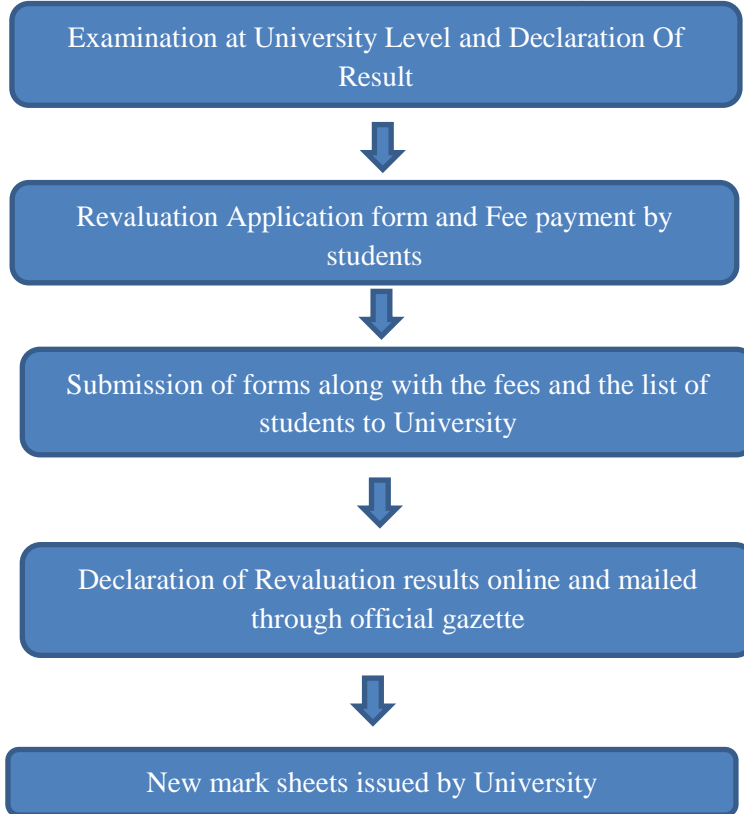 Examination at University Level and Declaration Of
Result
Revaluation Application form and Fee payment by
students
Submission of forms along with the fees and the list of
students to University
Declaration of Revaluation results online and mailed
through official gazette
New mark sheets issued by University